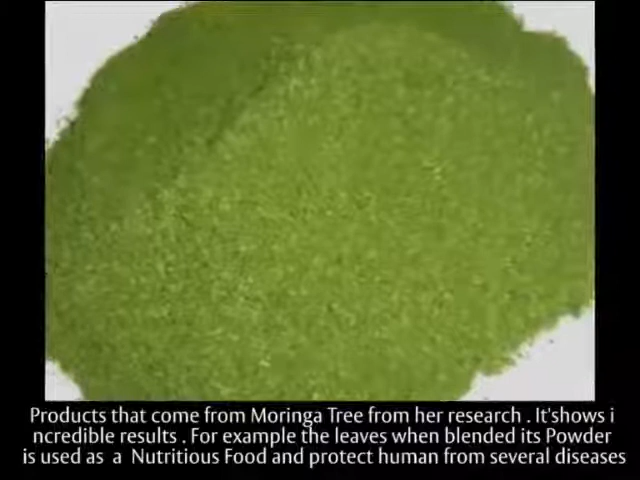 Products that come from Moringa Tree from her research . It'shows i
ncredible results . For example the leaves when blended its Powder
is used as a Nutritious Food and protect human from several diseases